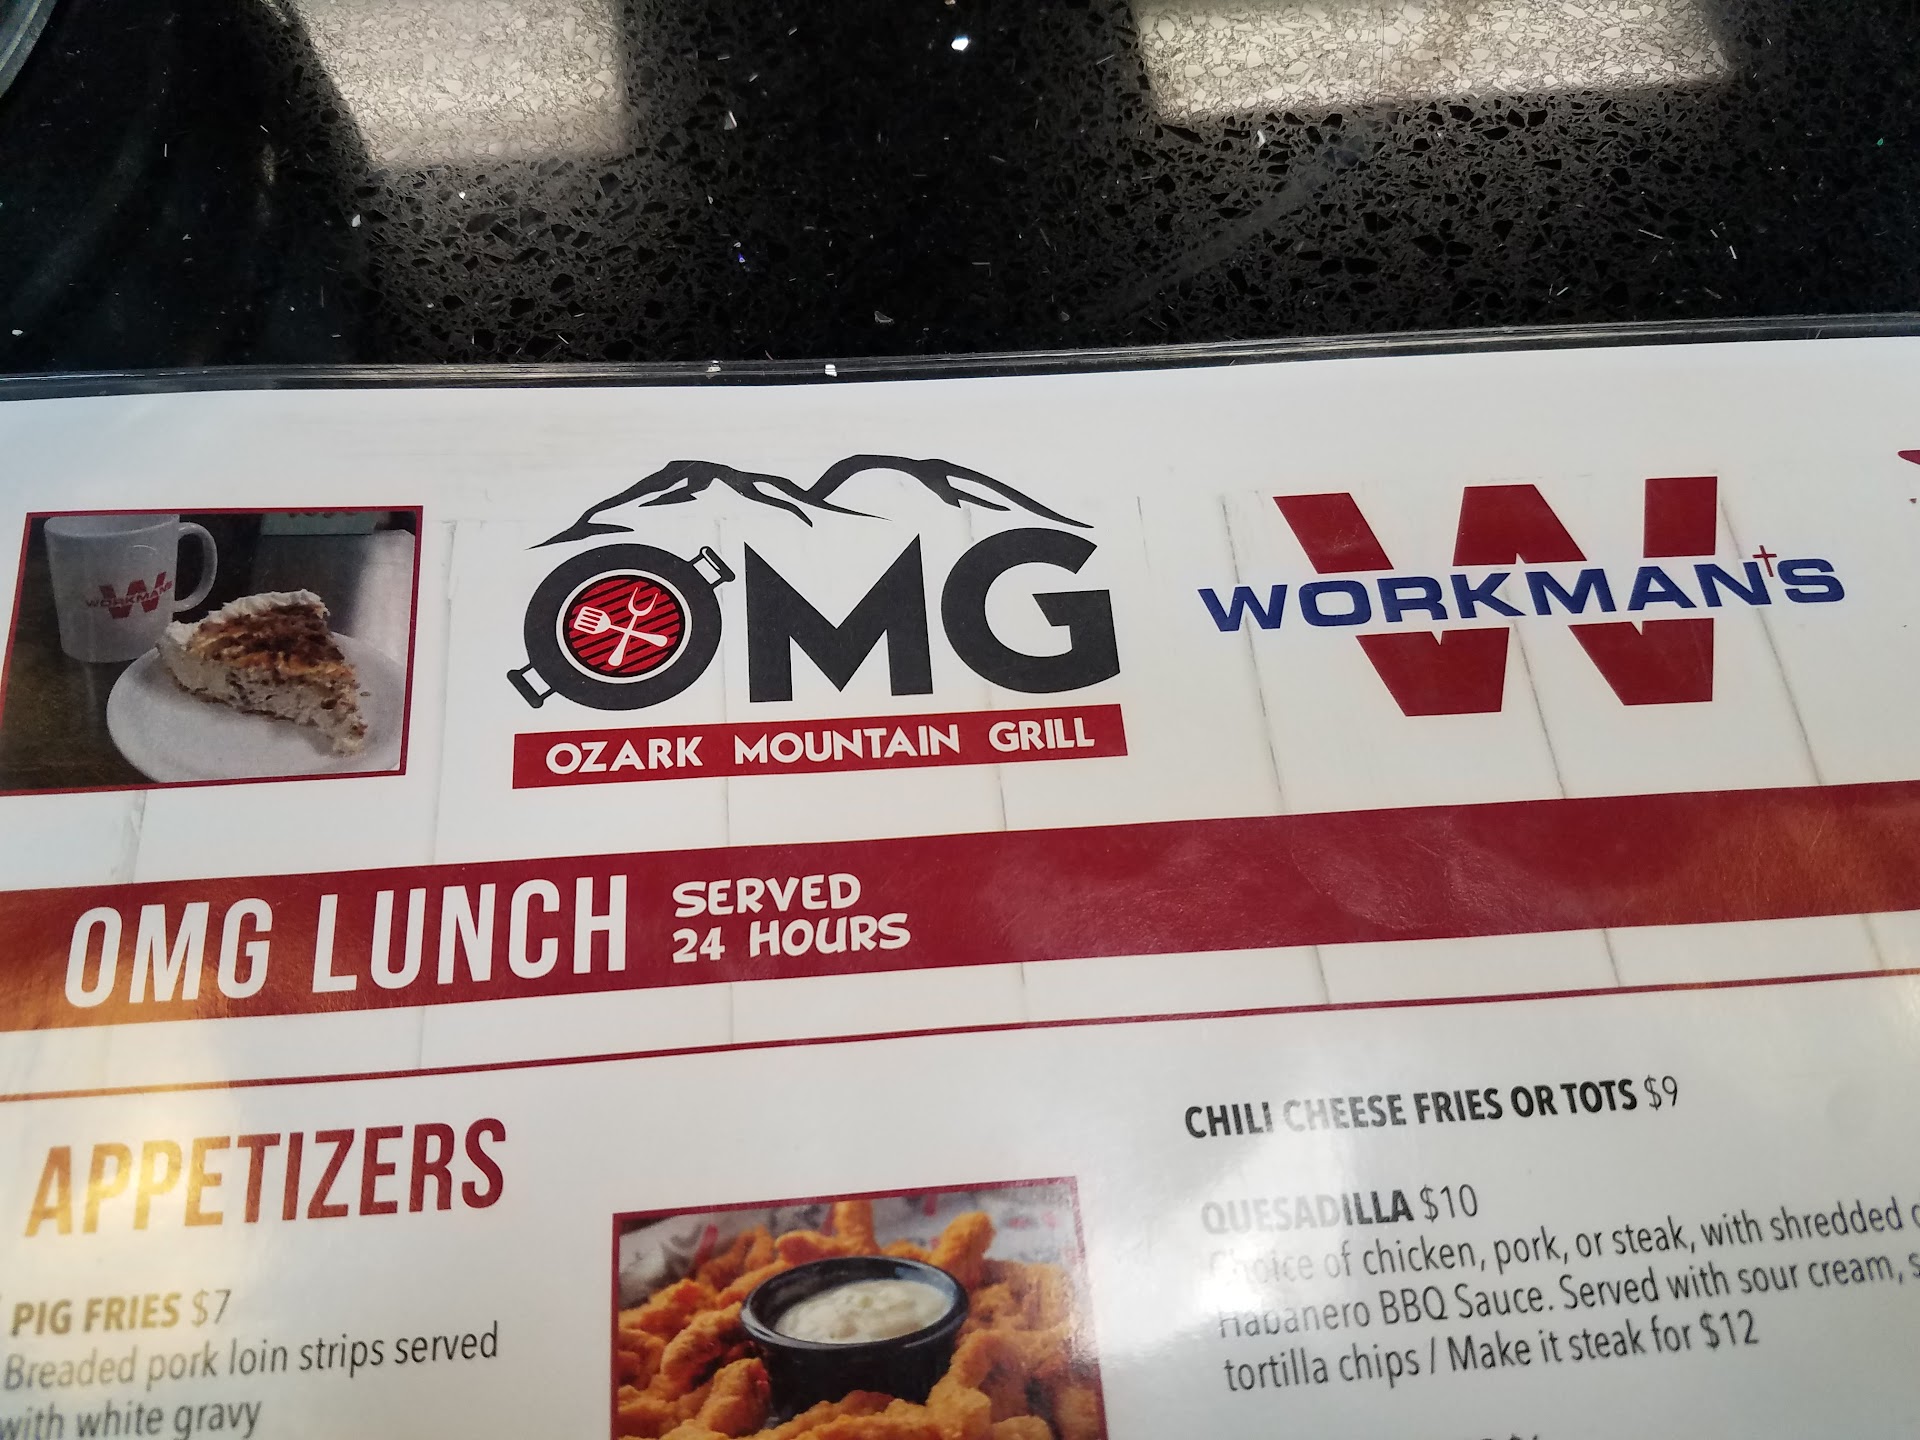 WORKMAN'S
OMG
OZARK MOUNTAIN GRILL
WORKMAN'S
OMG LUNCH SERVED
24 HOURS
APPETIZERS
PIG FRIES $7
Breaded pork loin strips served
with white gravy
CHILI CHEESE FRIES OR TOTS $9
QUESADILLA $10
Choice of chicken, pork, or steak, with shredded
Habanero BBQ Sauce. Served with sour cream,
tortilla chips / Make it steak for $12